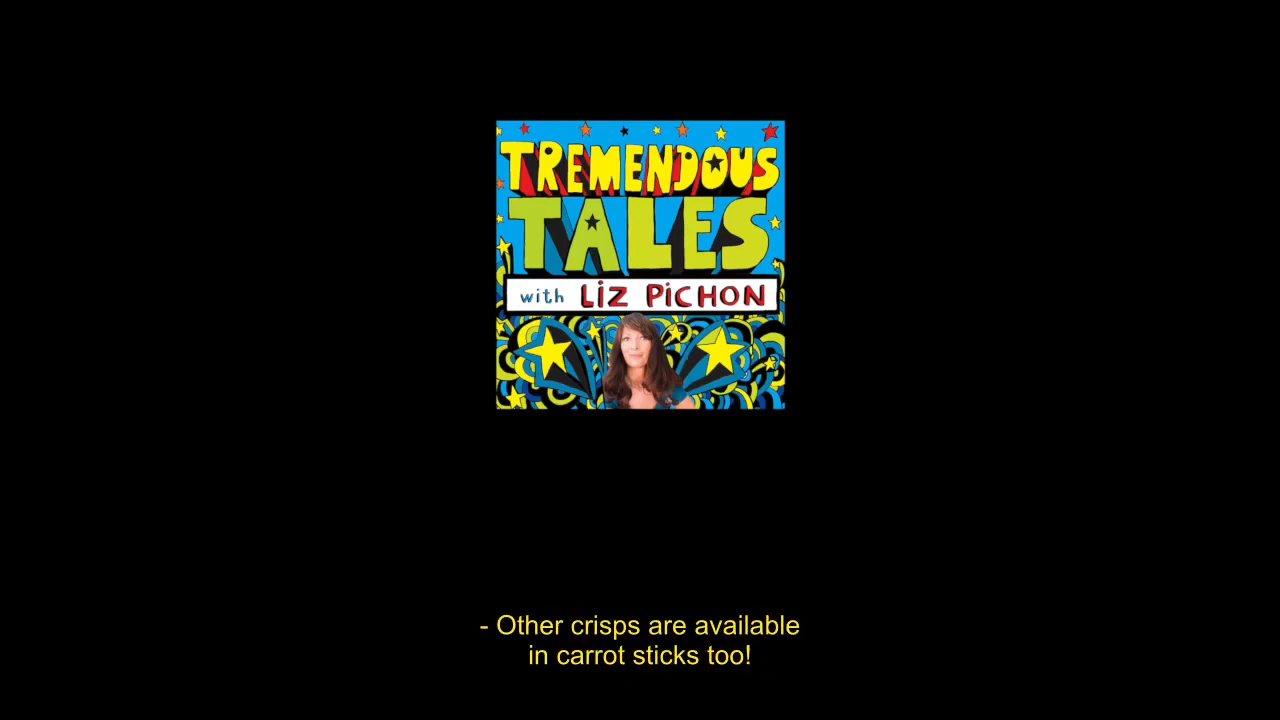 TREMENDOUS
TALES
with LiZ PiCHON
- Other crisps are available
in carrot sticks too!